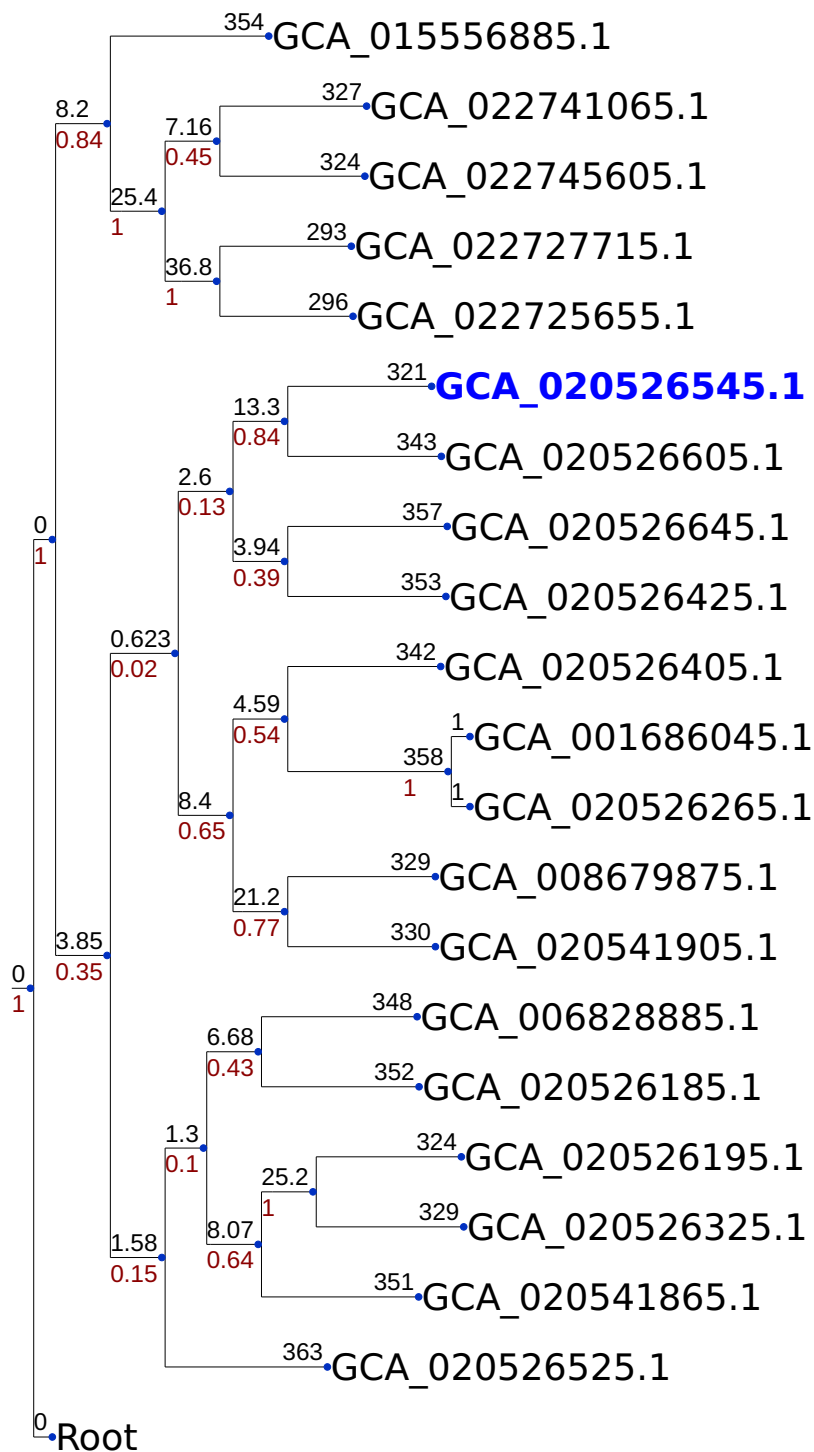 354
GCA_015556885.1
327
GCA_022741065.1
8.2
7.16
0.84
0.45
324
GCA_022745605.1
25.4
1
293
GCA_022727715.1
36.8
1
296
GCA_022725655.1
321
GCA_020526545.1
13.3
0.84
343
GCA_020526605.1
2.6
0.13
357
GCA_020526645.1
0
1
3.94
0.39
353
GCA_020526425.1
0.623
0.02
342
GCA_020526405.1
4.59
0.54
1
GCA_001686045.1
358
1
1
GCA_020526265.1
8.4
0.65
329
GCA_008679875.1
21.2
0.77
330
GCA_020541905.1
3.85
0.35
0
1
348
GCA_006828885.1
6.68
0.43
352
GCA_020526185.1
1.3
0.1
324
GCA_020526195.1
25.2
1
329
GCA_020526325.1
8.07
0.64
1.58
0.15
351
GCA_020541865.1
363
GCA_020526525.1
0
Root